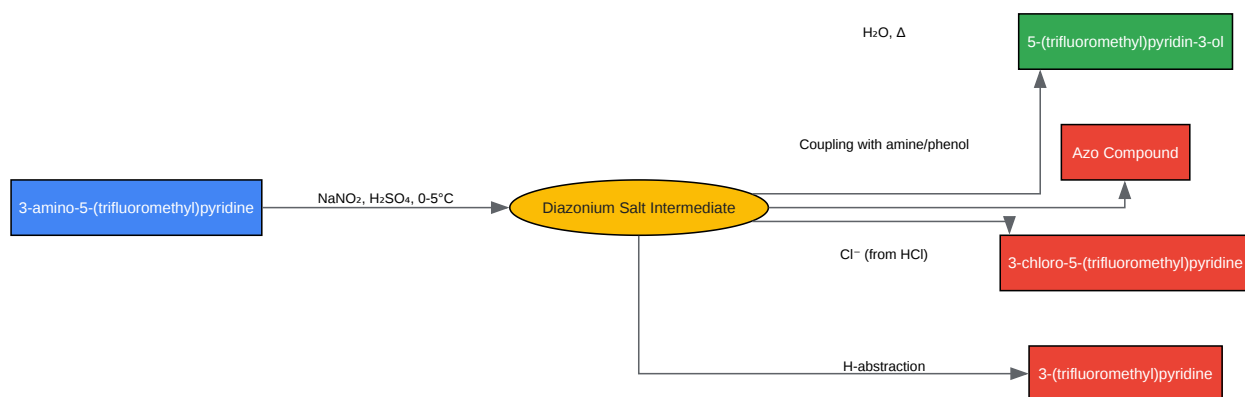 H₂O, Δ
5-(trifluoromethyl)pyridin-3-ol
Coupling with amine/phenol
Azo Compound
3-amino-5-(trifluoromethyl)pyridine
NaNO₂, H₂SO₄, 0-5°C
Diazonium Salt Intermediate
Cl⁻ (from HCl)
3-chloro-5-(trifluoromethyl)pyridine
H-abstraction
3-(trifluoromethyl)pyridine